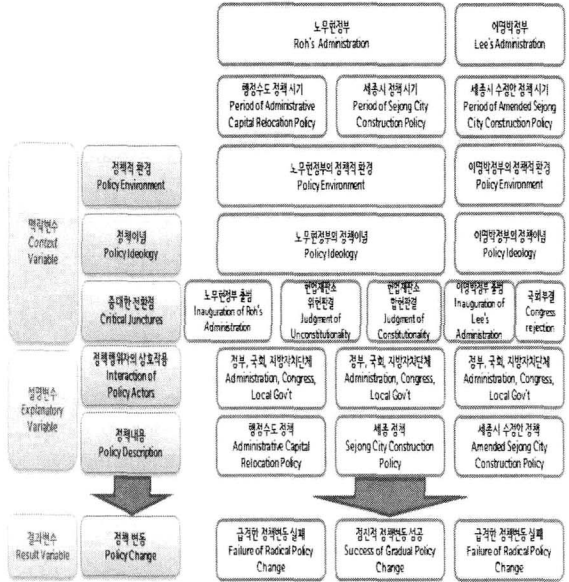 노무현정부
Roh's Administration
이명박정부
Lee's Administration
행정수도 정책 시기
Period of Administrative
Capital Relocation Policy
세종시 정책 시기
Period of Sejong City
Construction Policy
세종시 수정안 정책 시기
Period of Amended Sejong
City Construction Policy
맥락변수
Context
Variable
정책적 환경
Policy Environment
노무현정부의 정책적 환경
Policy Environment
이명박정부의 정책적 환경
Policy Environment
정책이념
Policy Ideology
노무현정부의 정책이념
Policy Ideology
이명박정부의 정책이념
Policy Ideology
중대한 전환점
Critical Junctures
노무현정부 출범
Inauguration of Roh's
Administration
헌법재판소
위헌판결
Judgment of
Unconstitutionality
헌법재판소
합헌판결
Judgment of
Constitutionality
이명박정부 출범
Inauguration of
Lee's
Administration
국회부결
Congress
rejection
설명변수
Explanatory
Variable
정책행위자의 상호작용
Interaction of
Policy Actors
정부, 국회, 지방자치단체
Administration, Congress,
Local Gov't
정부, 국회, 지방자치단체
Administration, Congress,
Local Gov't
정부, 국회, 지방자치단체
Administration, Congress,
Local Gov't
정책내용
Policy Description
행정수도 정책
Administrative Capital
Relocation Policy
세종 정책
Sejong City Construction
Policy
세종시 수정안 정책
Amended Sejong City
Construction Policy
결과변수
Result Variable
정책 변동
Policy Change
급격한 정책변동 실패
Failure of Radical Policy
Change
점진적 정책변동 성공
Success of Gradual Policy
Change
급격한 정책변동 실패
Failure of Radical Policy
Change